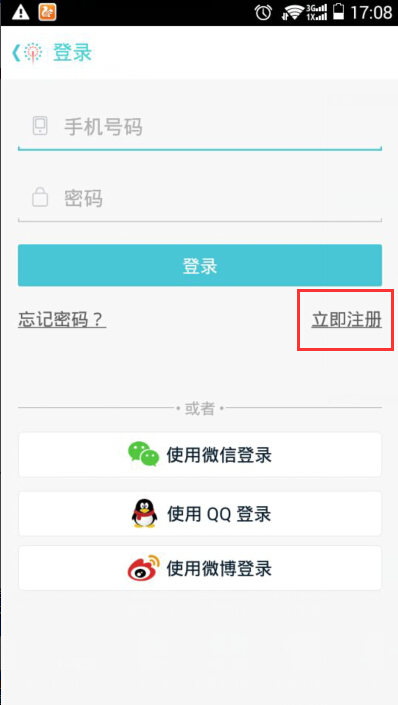 3G 1X 17:08
登录
手机号码
密码
登录
忘记密码？ 立即注册
或者
使用微信登录
使用 QQ 登录
使用微博登录